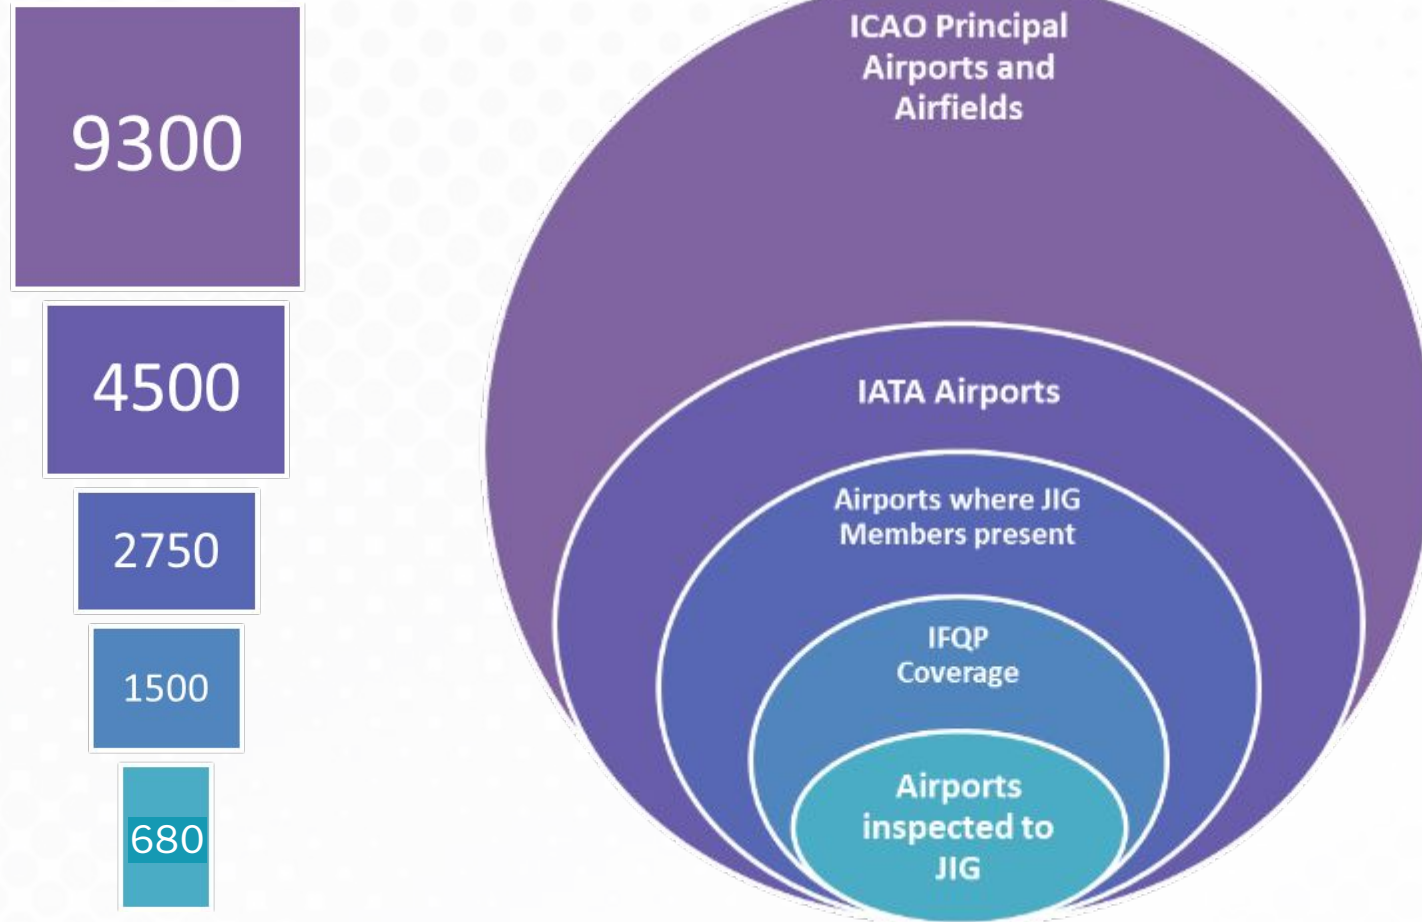 9300
4500
2750
1500
680
ICAO Principal
Airports and
Airfields
IATA Airports
Airports where JIG
Members present
IFQP
Coverage
Airports
inspected to
JIG